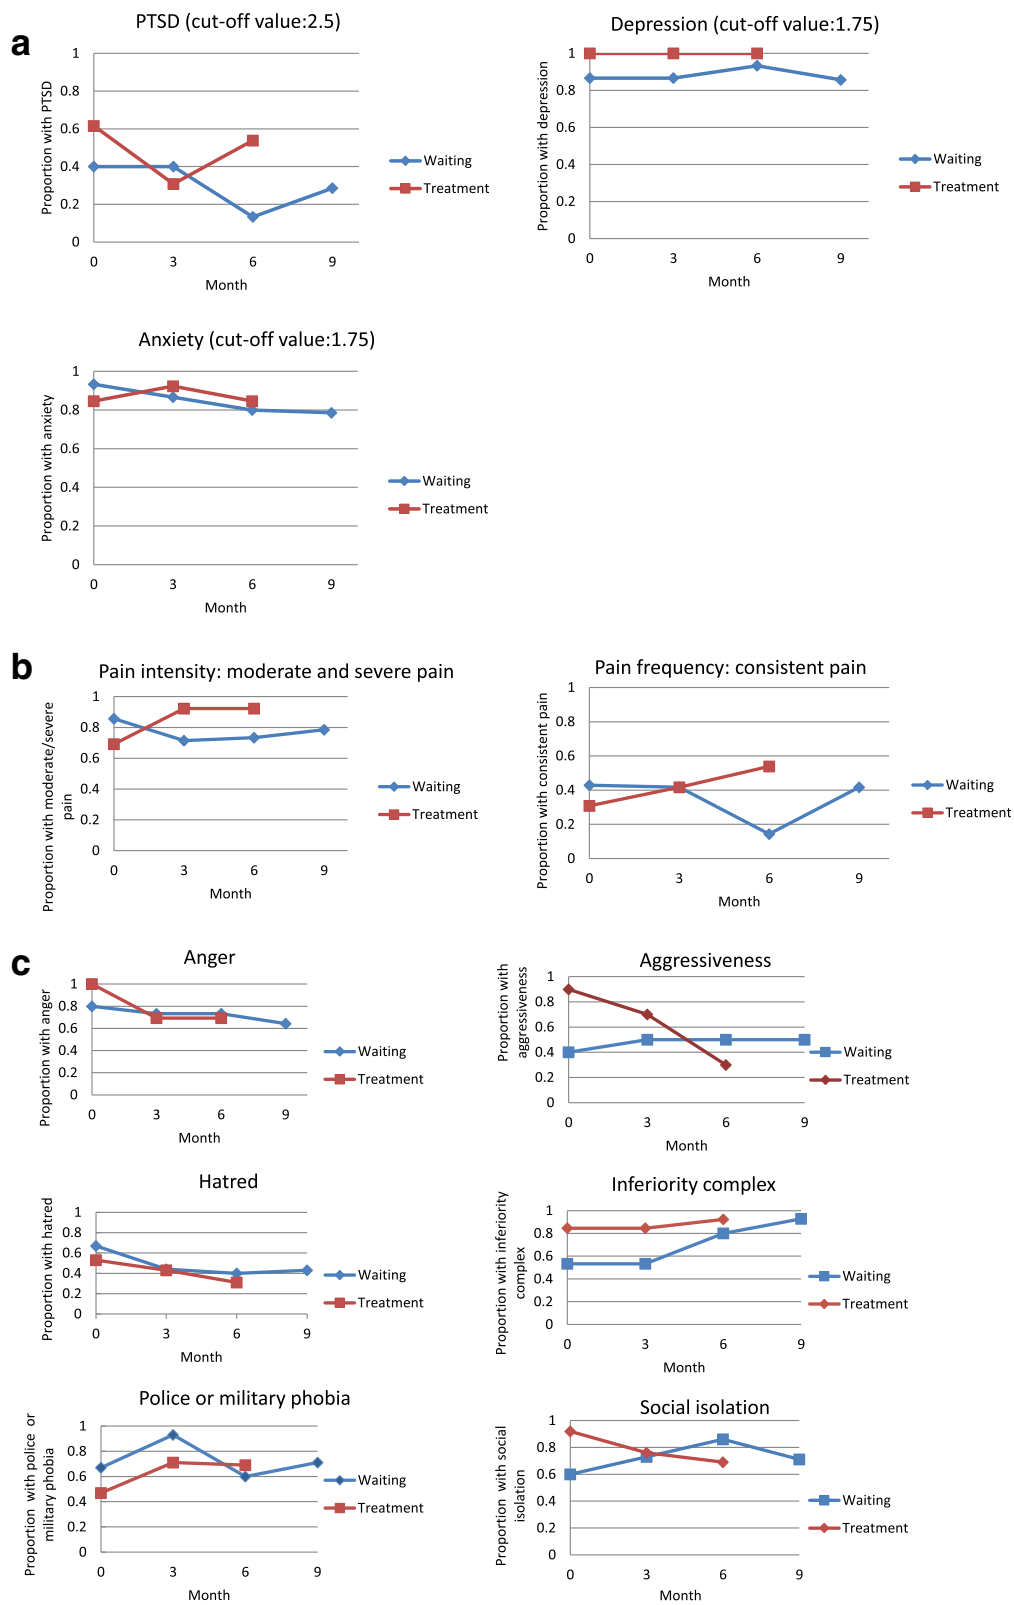 a
PTSD (cut-off value:2.5)
Proportion with PTSD
1
0.8
0.6
0.4
0.2
0
0 3 6 9
Month
Waiting
Treatment
Depression (cut-off value:1.75)
Proportion with depression
1
0.8
0.6
0.4
0.2
0
0 3 6 9
Month
Waiting
Treatment
Anxiety (cut-off value:1.75)
Proportion with anxiety
1
0.8
0.6
0.4
0.2
0
0 3 6 9
Month
Waiting
Treatment
b
Pain intensity: moderate and severe pain
Proportion with moderate/severe
pain
1
0.8
0.6
0.4
0.2
0
0 3 6 9
Month
Waiting
Treatment
Pain frequency: consistent pain
Proportion with consistent pain
1
0.8
0.6
0.4
0.2
0
0 3 6 9
Month
Waiting
Treatment
c
Anger
Proportion with anger
1
0.8
0.6
0.4
0.2
0
0 3 6 9
Month
Waiting
Treatment
Aggressiveness
Proportion with
aggressiveness
1
0.8
0.6
0.4
0.2
0
0 3 6 9
Month
Waiting
Treatment
Hatred
Proportion with hatred
1
0.8
0.6
0.4
0.2
0
0 3 6 9
Month
Waiting
Treatment
Inferiority complex
Proportion with inferiority
complex
1
0.8
0.6
0.4
0.2
0
0 3 6 9
Month
Waiting
Treatment
Police or military phobia
Proportion with police or
military phobia
1
0.8
0.6
0.4
0.2
0
0 3 6 9
Month
Waiting
Treatment
Social isolation
Proportion with social
isolation
1
0.8
0.6
0.4
0.2
0
0 3 6 9
Month
Waiting
Treatment